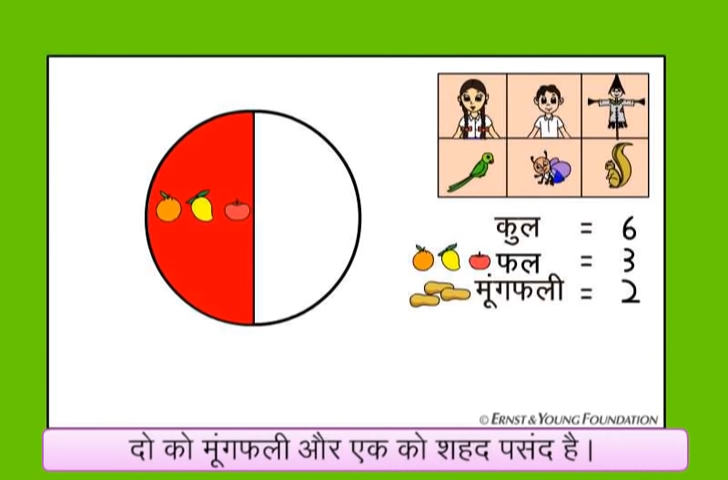 कुल = 6
फल = 3
मूंगफली = 2
© ERNST & YOUNG FOUNDATION
दो को मूंगफली और एक को शहद पसंद है।